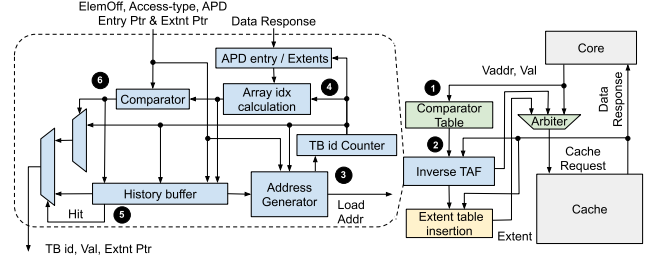 ElemOff, Access-type, APD
Entry Ptr & Extnt Ptr
Data Response
APD entry / Extents
6
Comparator
Array idx
calculation
4
TB id Counter
History buffer
Address
Generator
3
Load
Addr
Hit
5
TB id, Val, Extnt Ptr
Core
Vaddr, Val
1
Comparator
Table
Arbiter
Data
Response
2
Inverse TAF
Cache
Request
Extent table
insertion
Extent
Cache